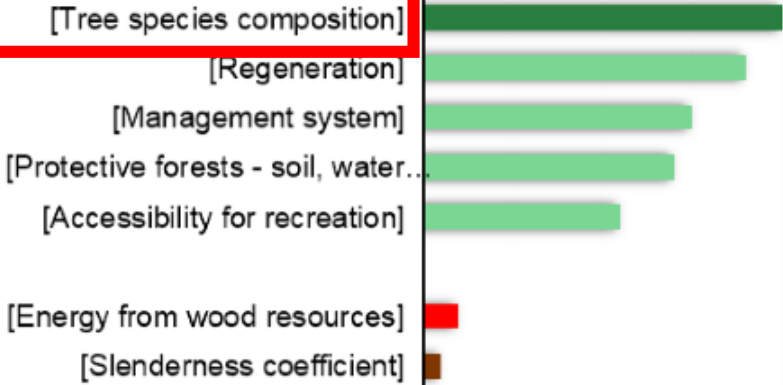 [Tree species composition]
[Regeneration]
[Management system]
[Protective forests - soil, water...
[Accessibility for recreation]
[Energy from wood resources]
[Slenderness coefficient]